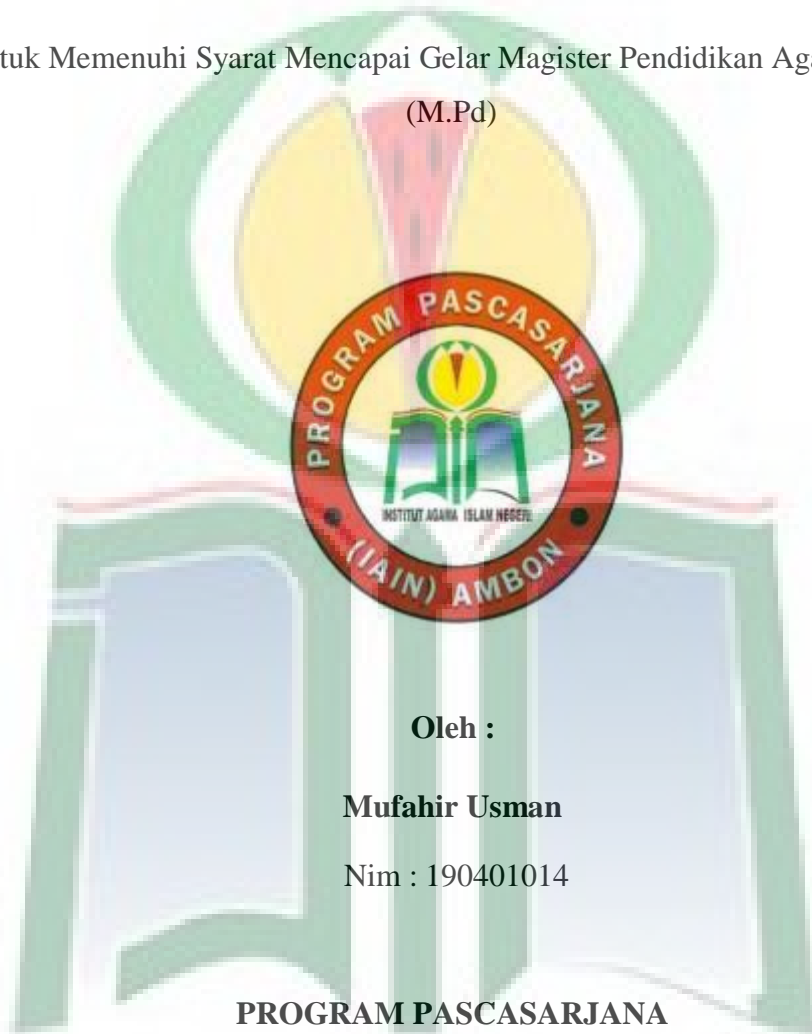 tuk Memenuhi Syarat Mencapai Gelar Magister Pendidikan Aga
(M.Pd)
PROGRAM PASCASARJANA
INSTITUT AGAMA ISLAM NEGERI
(IAIN) AMBON
Oleh :
Mufahir Usman
Nim : 190401014
PROGRAM PASCASARJANA